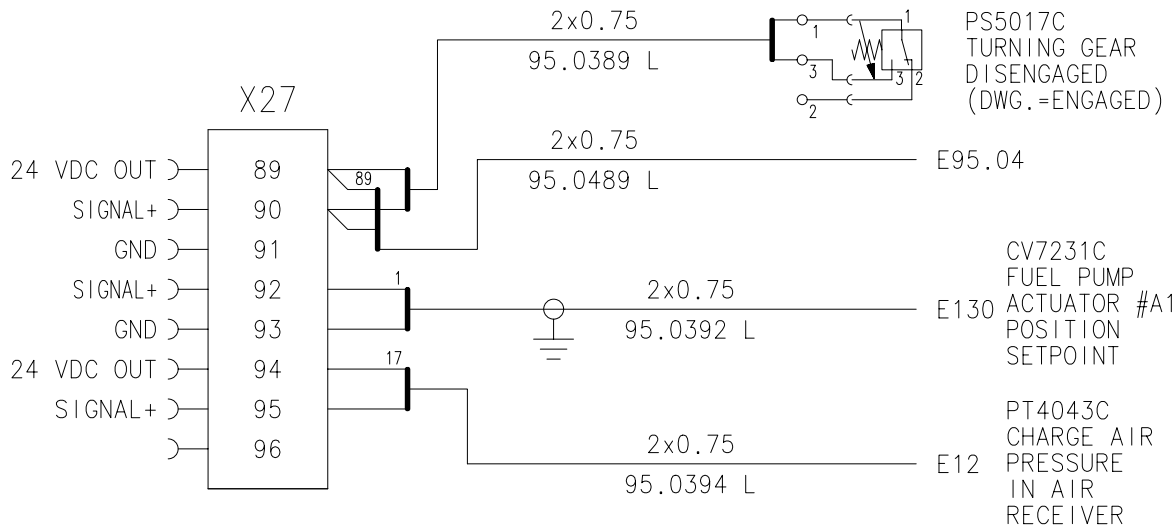 X27
24 VDC OUT 89
SIGNAL+ 90
GND 91
SIGNAL+ 92
GND 93
24 VDC OUT 94
SIGNAL+ 95
96
89
1
17
2x0.75
95.0389 L
1
3
2
1
3 2
PS5017C
TURNING GEAR
DISENGAGED
(DWG.=ENGAGED)
2x0.75
95.0489 L
E95.04
2x0.75
95.0392 L
E130
CV7231C
FUEL PUMP
ACTUATOR #A1
POSITION
SETPOINT
2x0.75
95.0394 L
E12
PT4043C
CHARGE AIR
PRESSURE
IN AIR
RECEIVER